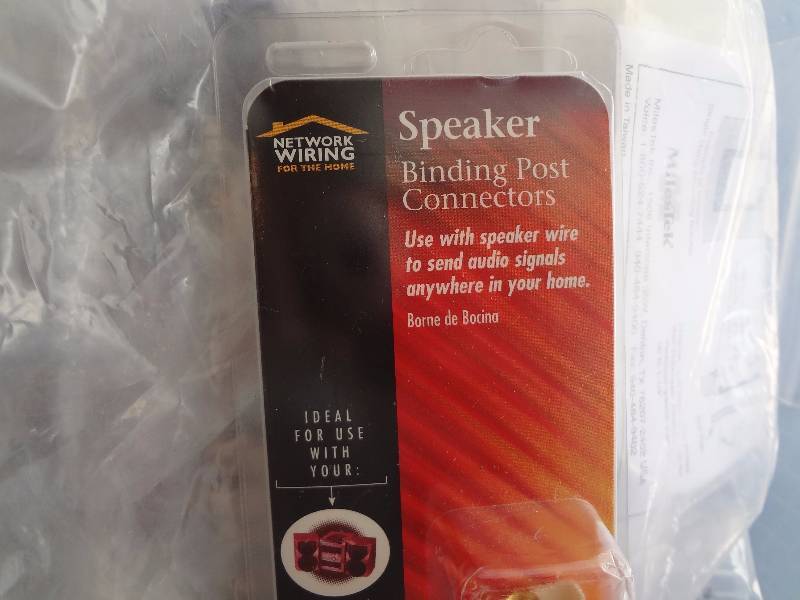 NETWORK
WIRING
FOR THE HOME
Speaker
Binding Post
Connectors
Use with speaker wire
to send audio signals
anywhere in your home.
Borne de Bocina
IDEAL
FOR USE
WITH
YOUR:
Made in Taiwan
MilesTek